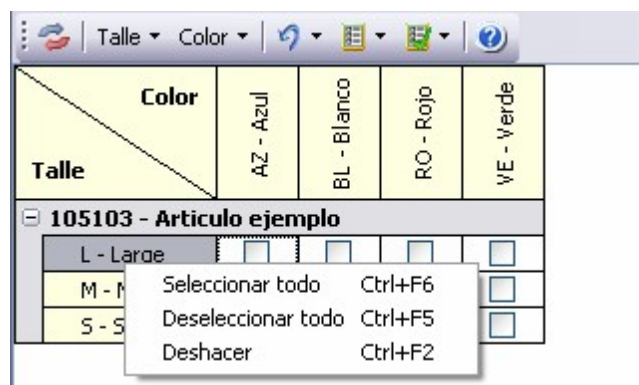 Talle Color
Color
Talle
AZ - Azul
BL - Blanco
RO - Rojo
VE - Verde
105103 - Articulo ejemplo
L - Large
M -
S -
Seleccionar todo Ctrl+F6
Deseleccionar todo Ctrl+F5
Deshacer Ctrl+F2